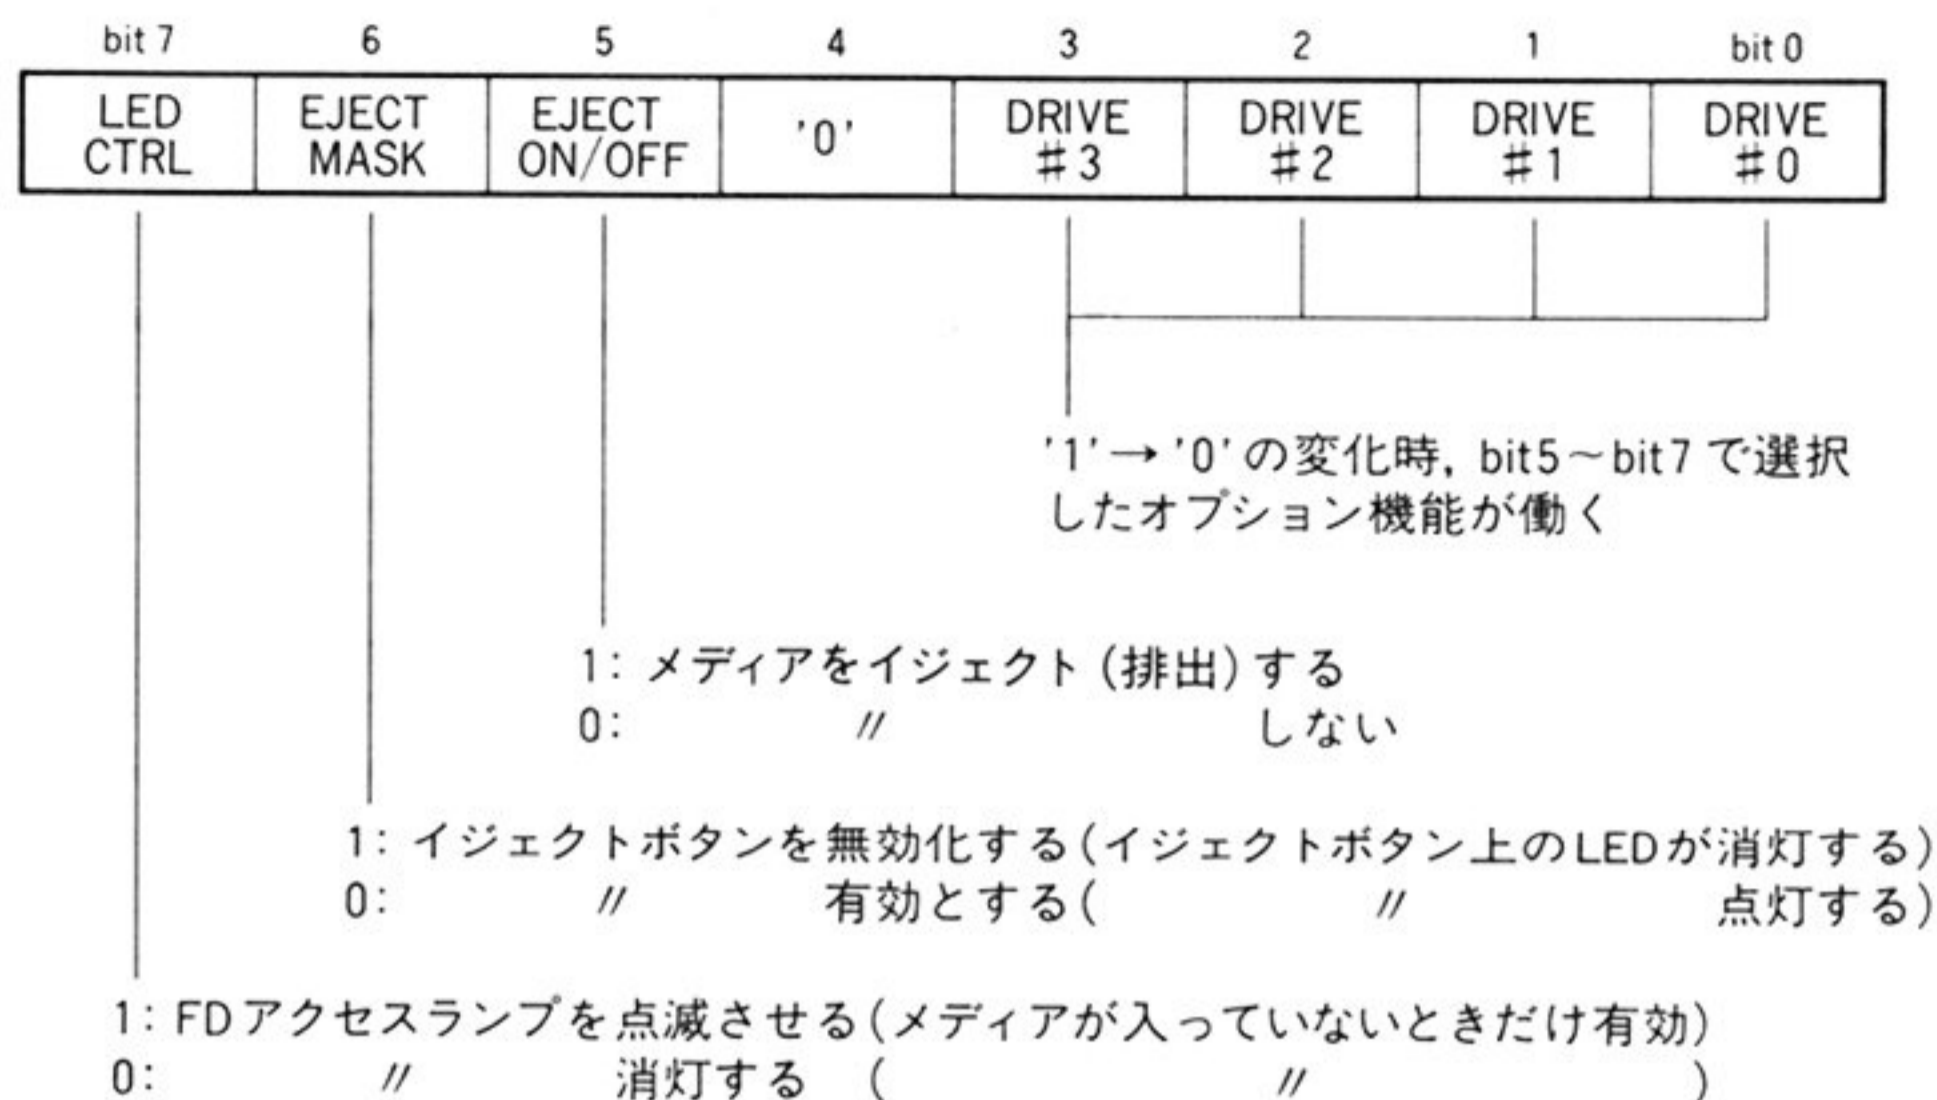 bit 7 6 5 4 3 2 1 bit 0
LED CTRL
EJECT MASK
EJECT ON/OFF
'0'
DRIVE #3
DRIVE #2
DRIVE #1
DRIVE #0
'1'→'0'の変化時, bit5～bit7で選択
したオプション機能が働く
1: メディアをイジェクト(排出)する
0: 〃 しない
1: イジェクトボタンを無効化する(イジェクトボタン上のLEDが消灯する)
0: 〃 有効とする( 〃 点灯する)
1: FDアクセスランプを点滅させる(メディアが入っていないときだけ有効)
0: 〃 消灯する ( 〃 )